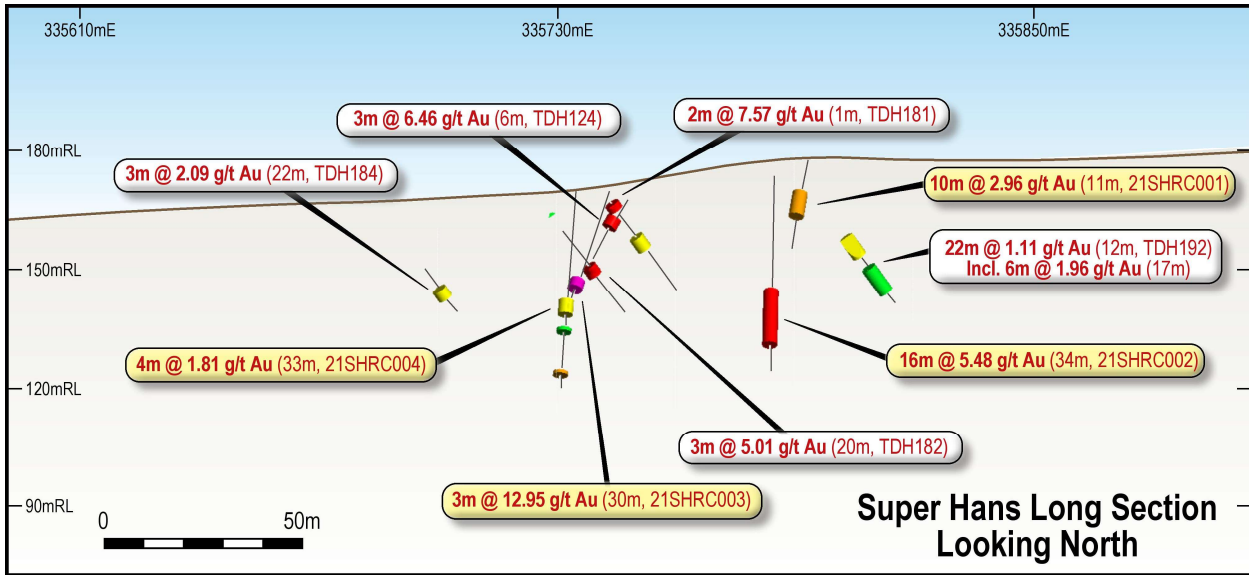 335610mE
335730mE
335850mE
3m @ 6.46 g/t Au (6m, TDH124)
2m @ 7.57 g/t Au (1m, TDH181)
180mRL
3m @ 2.09 g/t Au (22m, TDH184)
10m @ 2.96 g/t Au (11m, 21SHRC001)
22m @ 1.11 g/t Au (12m, TDH192)
Incl. 6m @ 1.96 g/t Au (17m)
150mRL
4m @ 1.81 g/t Au (33m, 21SHRC004)
16m @ 5.48 g/t Au (34m, 21SHRC002)
120mRL
3m @ 5.01 g/t Au (20m, TDH182)
3m @ 12.95 g/t Au (30m, 21SHRC003)
90mRL
0
50m
Super Hans Long Section
Looking North